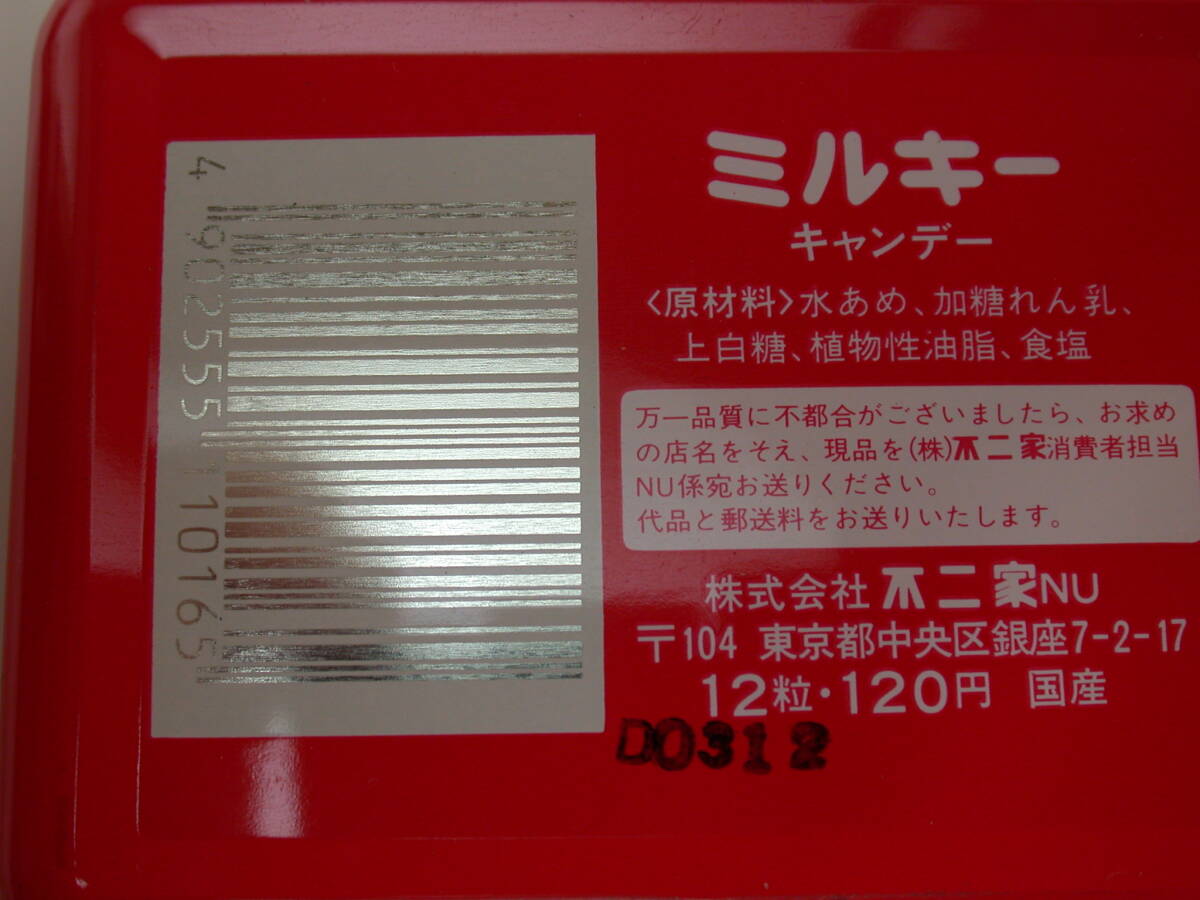 4 902555 110165
ミルキー
キャンデー
〈原材料〉水あめ、加糖れん乳、
上白糖、植物性油脂、食塩
万一品質に不都合がございましたら、お求め
の店名をそえ、現品を(株)不二家消費者担当
NU係宛お送りください。
代品と郵送料をお送りいたします。
株式会社 不二家NU
〒104 東京都中央区銀座7-2-17
12粒・120円 国産
D0312